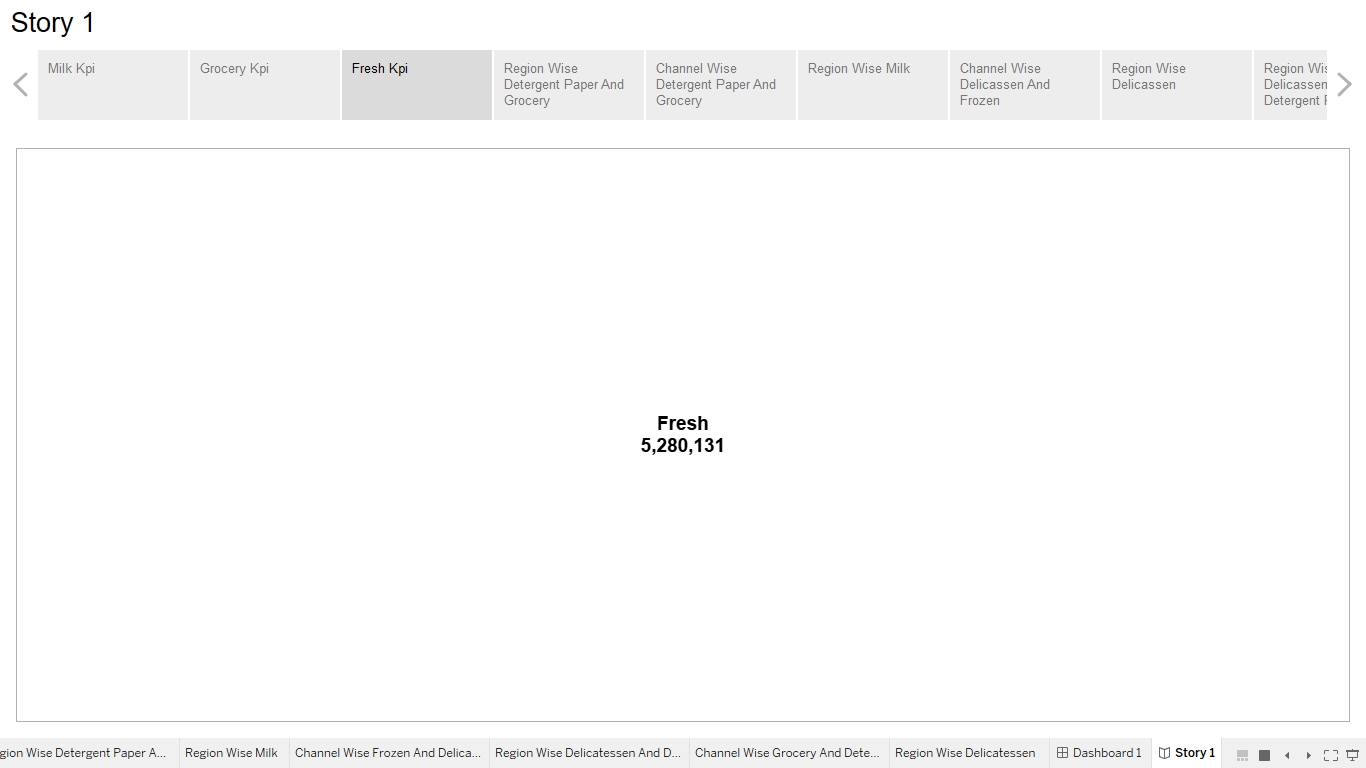 Story 1
Milk Kpi
Grocery Kpi
Fresh Kpi
Region Wise
Detergent Paper And
Grocery
Channel Wise
Detergent Paper And
Grocery
Region Wise Milk
Channel Wise
Delicassen And
Frozen
Region Wise
Delicassen
Region Wis
Delicassen
Detergent
Fresh
5,280,131
gion Wise Detergent Paper A...
Region Wise Milk
Channel Wise Frozen And Delica...
Region Wise Delicatessen And D...
Channel Wise Grocery And Dete...
Region Wise Delicatessen
Dashboard 1
Story 1